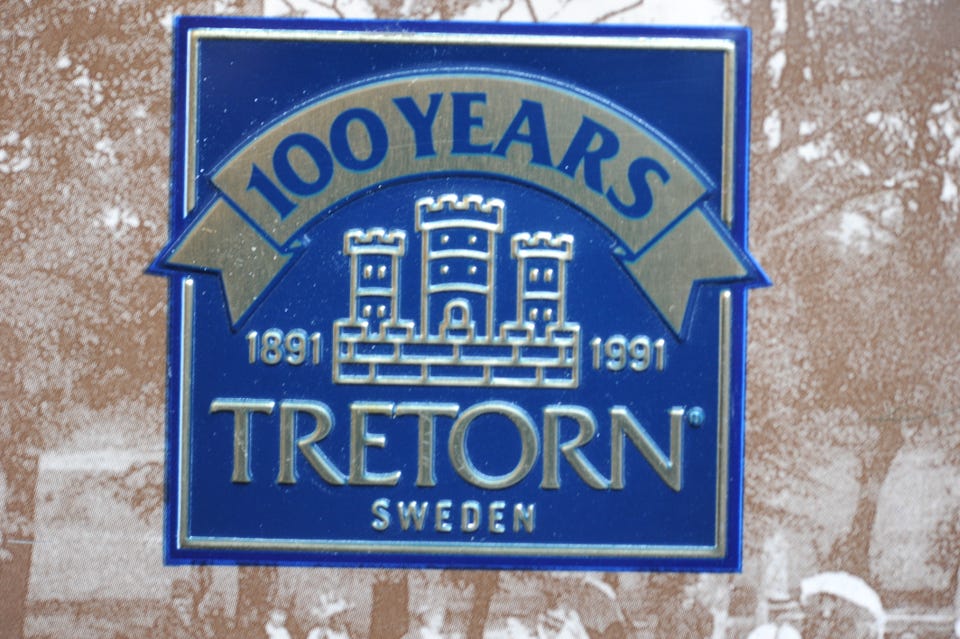 100 YEARS
1891 1991
TRETORN®
SWEDEN